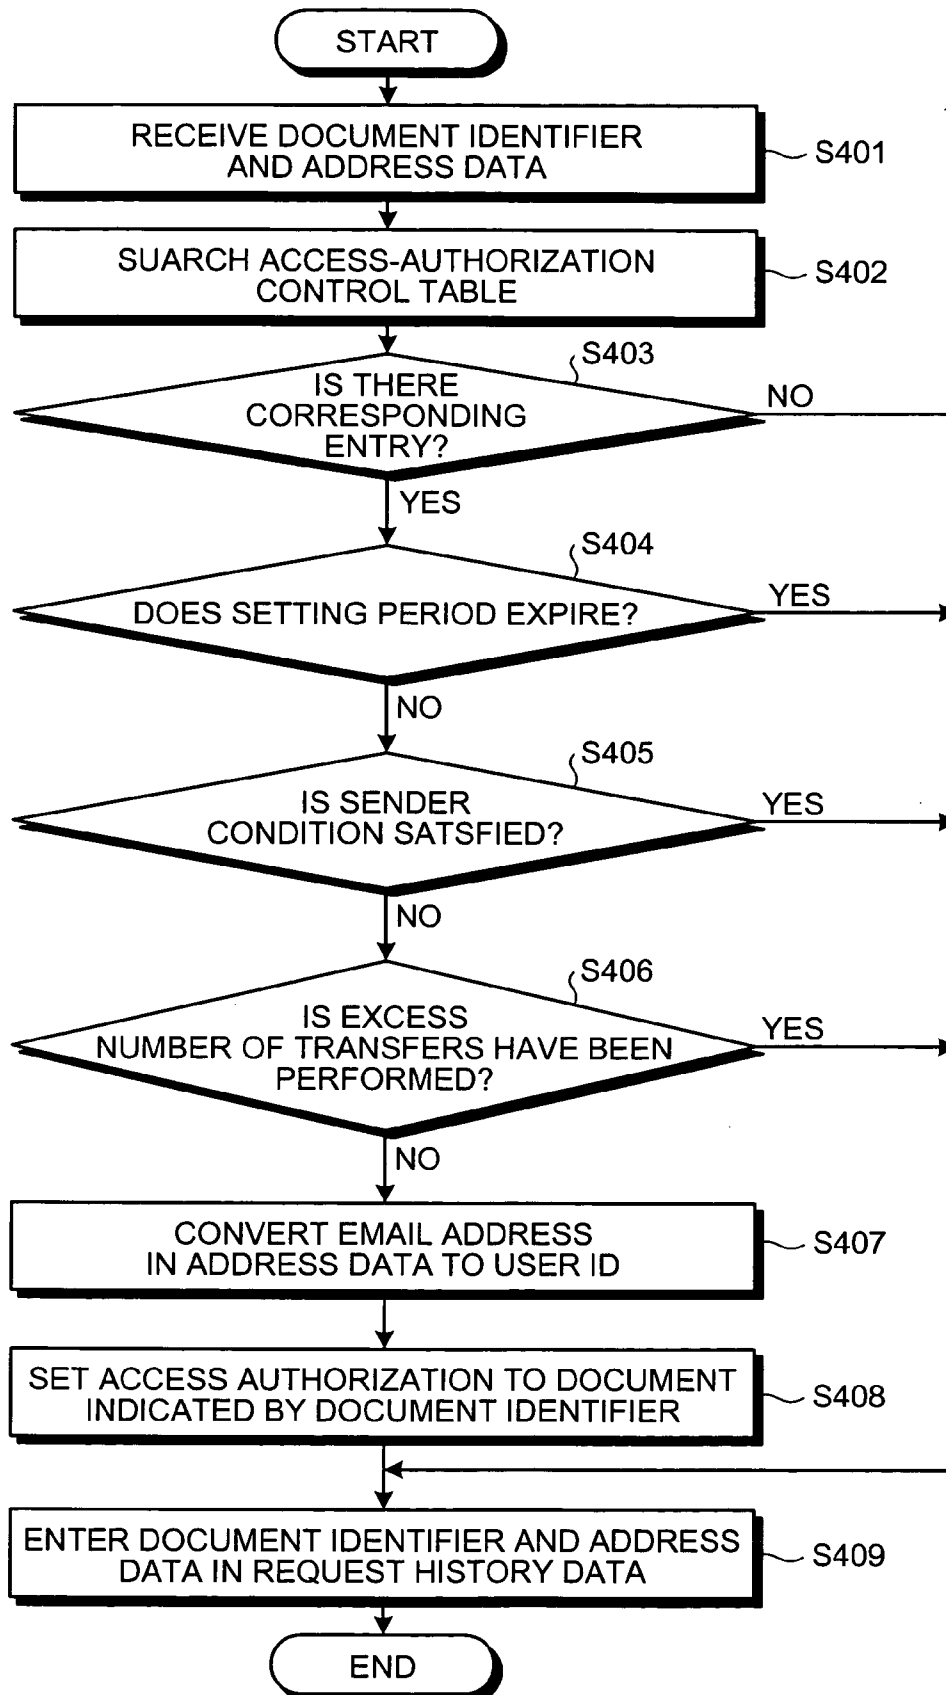 START
RECEIVE DOCUMENT IDENTIFIER
AND ADDRESS DATA
S401
SUARCH ACCESS-AUTHORIZATION
CONTROL TABLE
S402
S403
IS THERE
CORRESPONDING
ENTRY?
NO
YES
S404
DOES SETTING PERIOD EXPIRE?
YES
NO
S405
IS SENDER
CONDITION SATSFIED?
YES
NO
S406
IS EXCESS
NUMBER OF TRANSFERS HAVE BEEN
PERFORMED?
YES
NO
CONVERT EMAIL ADDRESS
IN ADDRESS DATA TO USER ID
S407
SET ACCESS AUTHORIZATION TO DOCUMENT
INDICATED BY DOCUMENT IDENTIFIER
S408
ENTER DOCUMENT IDENTIFIER AND ADDRESS
DATA IN REQUEST HISTORY DATA
S409
END